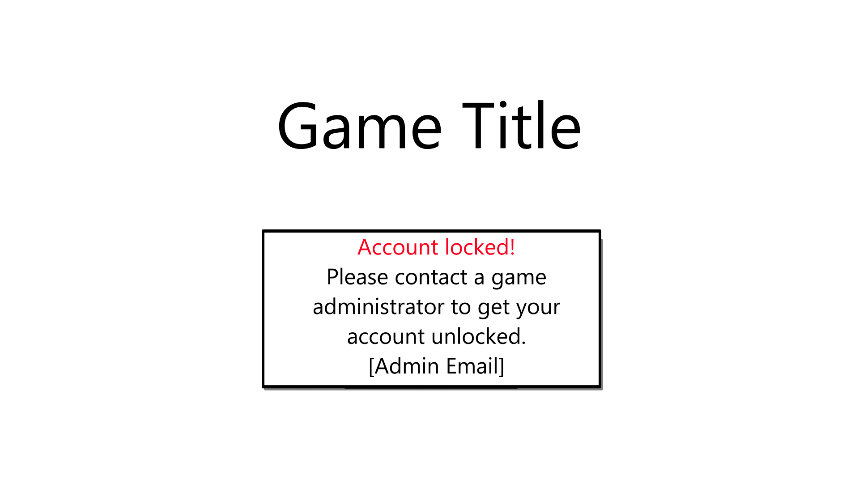 Game Title
Account locked!
Please contact a game
administrator to get your
account unlocked.
[Admin Email]